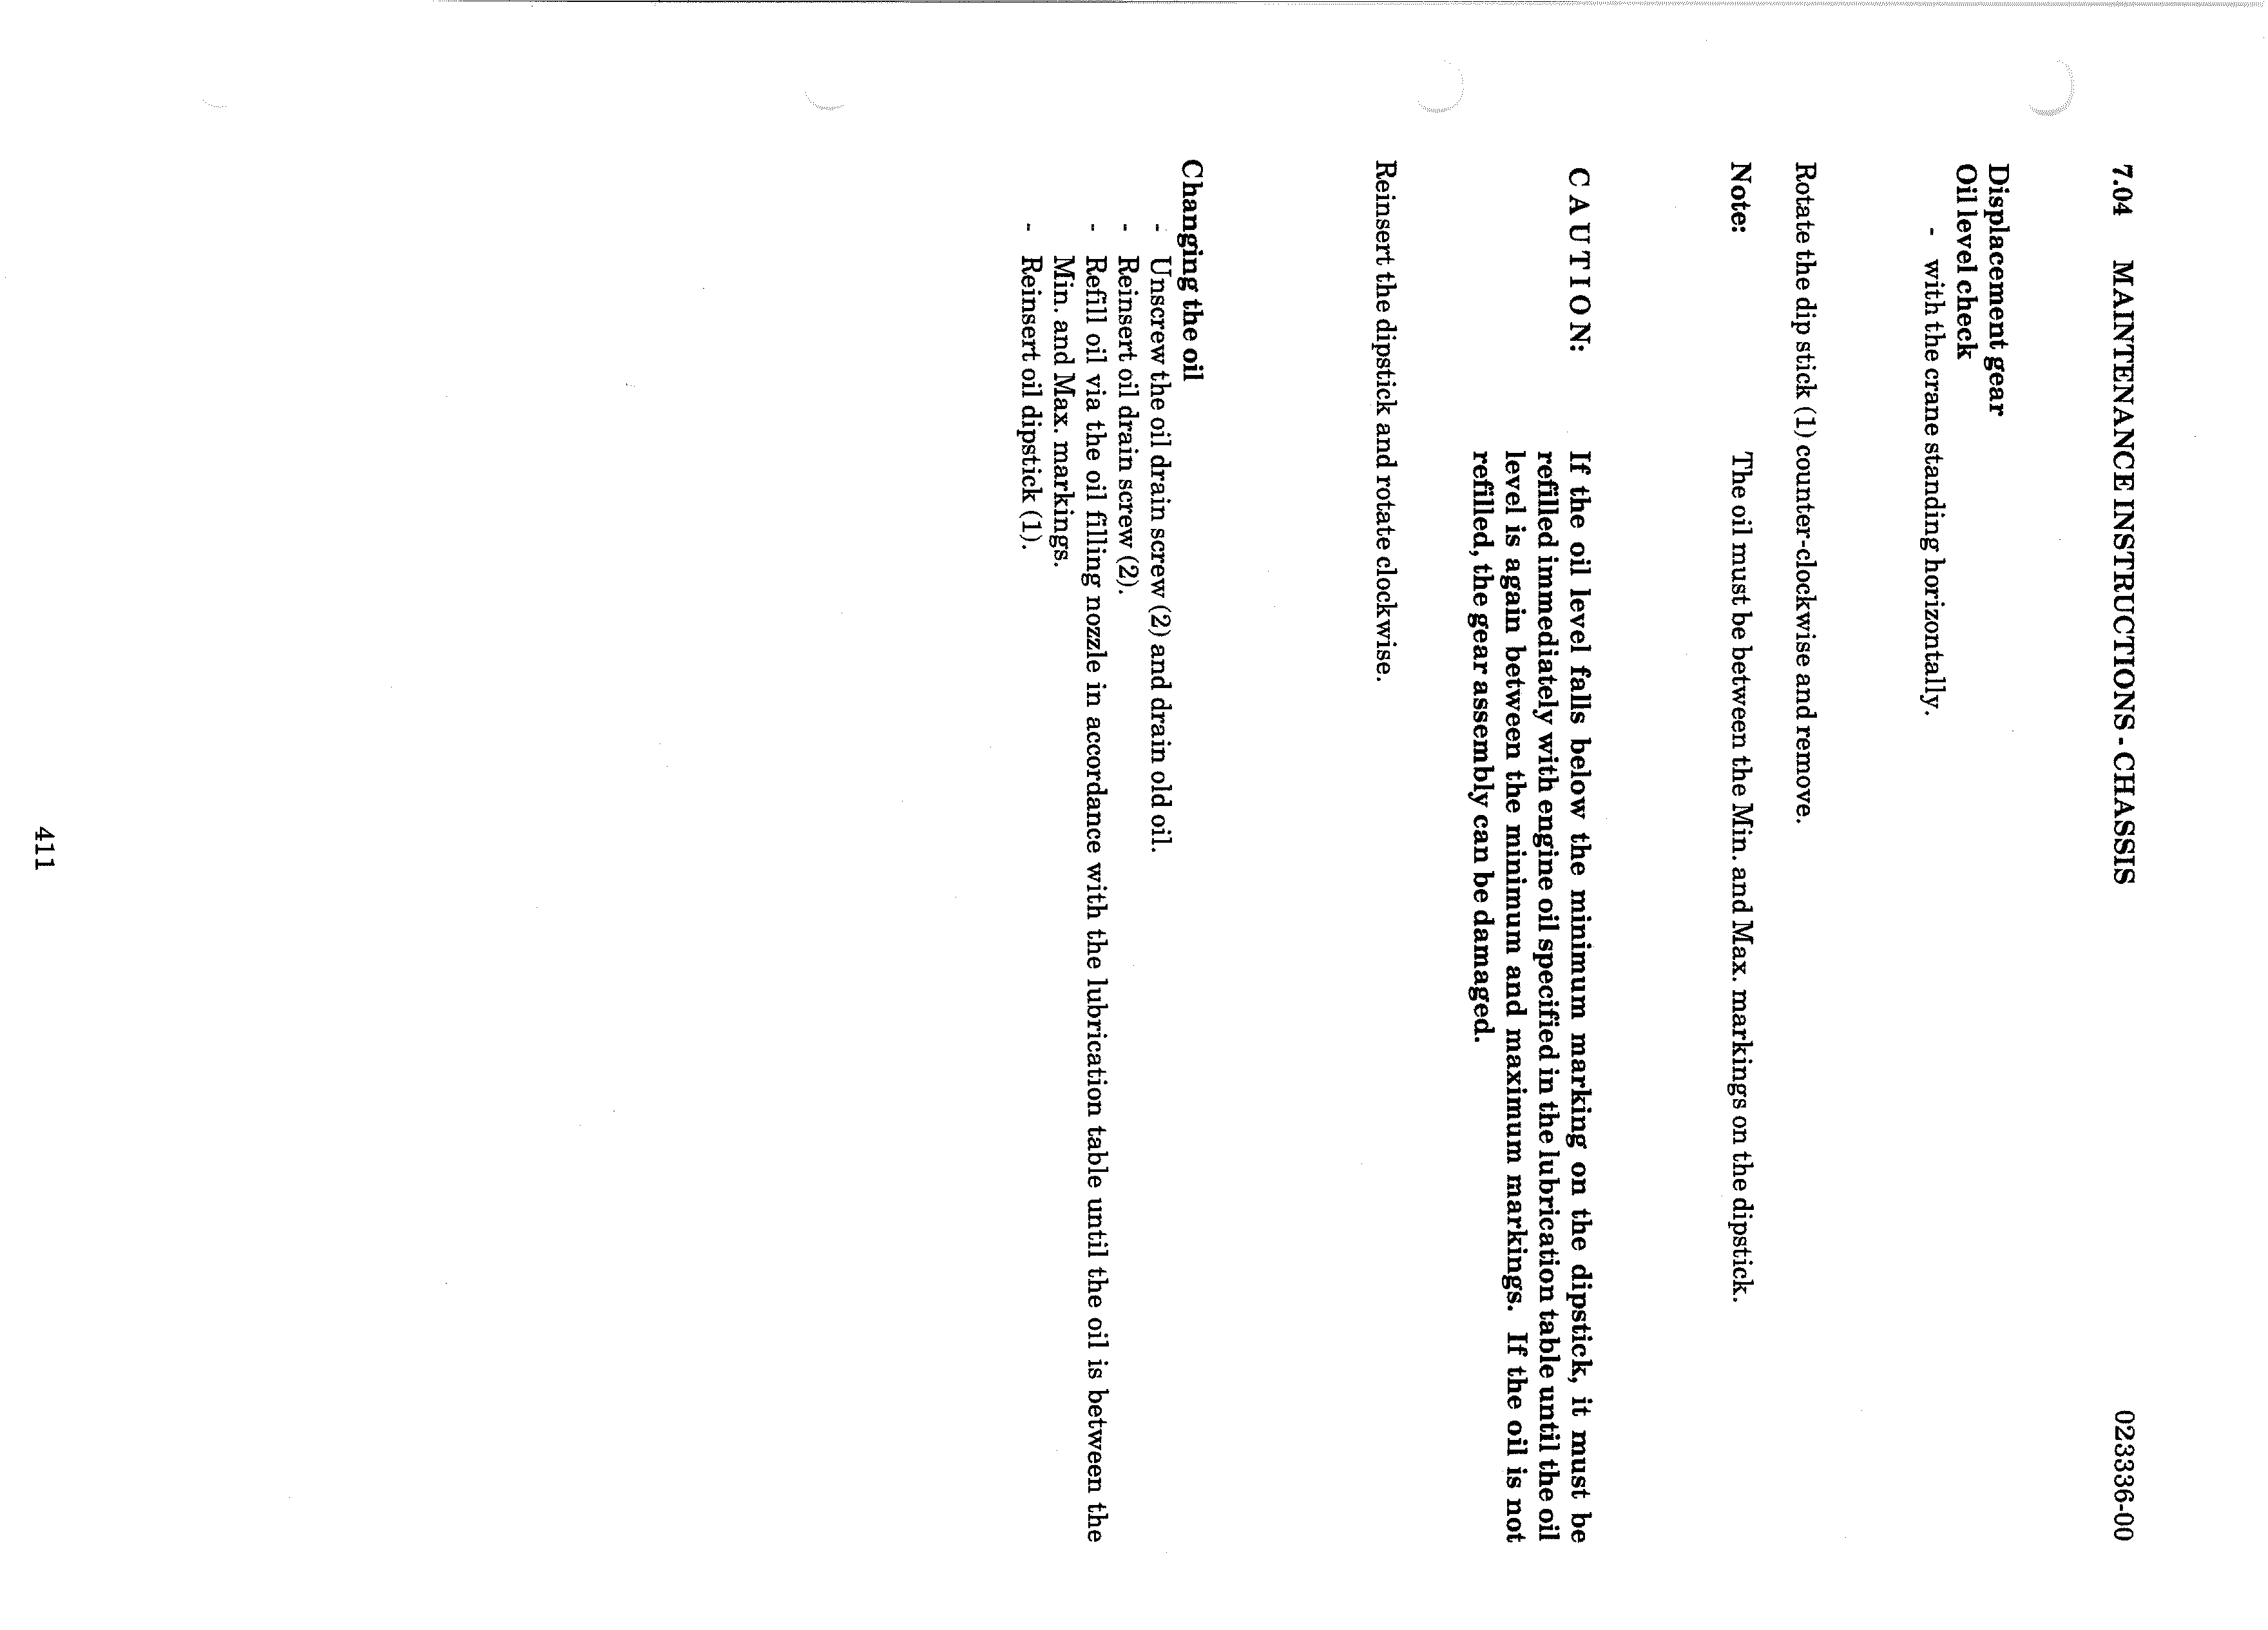 7.04 MAINTENANCE INSTRUCTIONS - CHASSIS 023336-00
Displacement gear
Oil level check
- with the crane standing horizontally.
Rotate the dip stick (1) counter-clockwise and remove.
Note: The oil must be between the Min. and Max. markings on the dipstick.
CAUTION: If the oil level falls below the minimum marking on the dipstick, it must be
refilled immediately with engine oil specified in the lubrication table until the oil
level is again between the minimum and maximum markings. If the oil is not
refilled, the gear assembly can be damaged.
Reinsert the dipstick and rotate clockwise.
Changing the oil
- Unscrew the oil drain screw (2) and drain old oil.
- Reinsert oil drain screw (2).
- Refill oil via the oil filling nozzle in accordance with the lubrication table until the oil is between the
Min. and Max. markings.
- Reinsert oil dipstick (1).
411